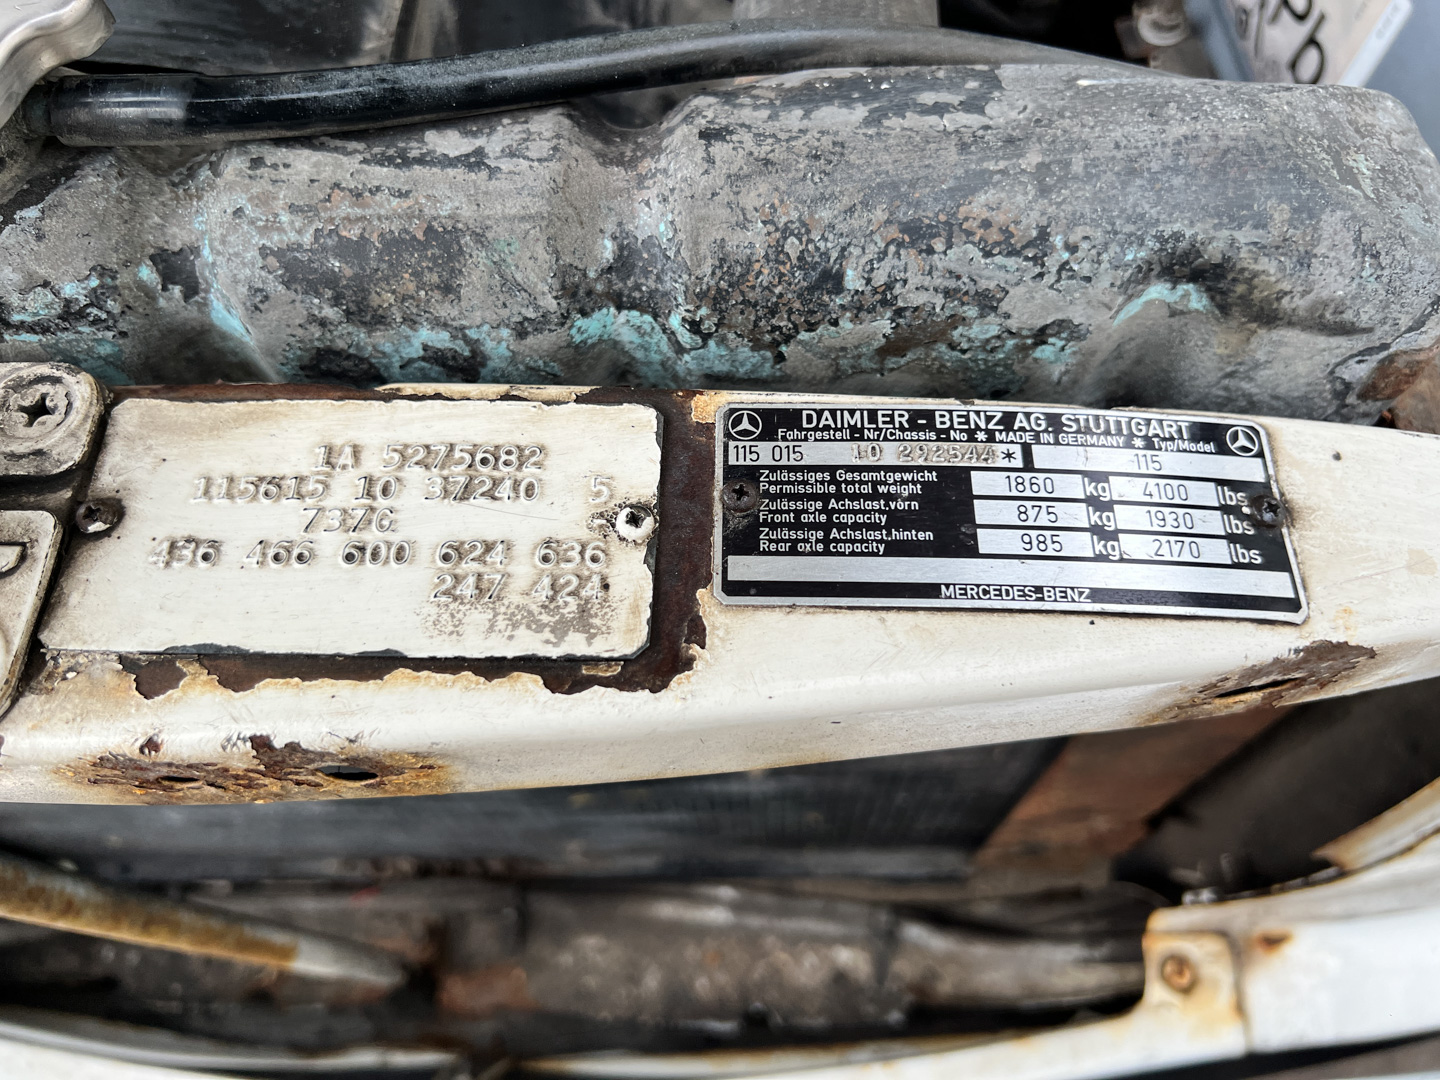 1A 5275682
115615 10 37240 5
737G
436 466 600 624 636
247 424
DAIMLER - BENZ AG. STUTTGART
Fahrgestell - Nr/Chassis - No * MADE IN GERMANY * Typ/Model
115 015 10 292544* 115
Zulässiges Gesamtgewicht
Permissible total weight 1860 kg 4100 lbs
Zulässige Achslast,vorn
Front axle capacity 875 kg 1930 lbs
Zulässige Achslast,hinten
Rear axle capacity 985 kg 2170 lbs
MERCEDES-BENZ